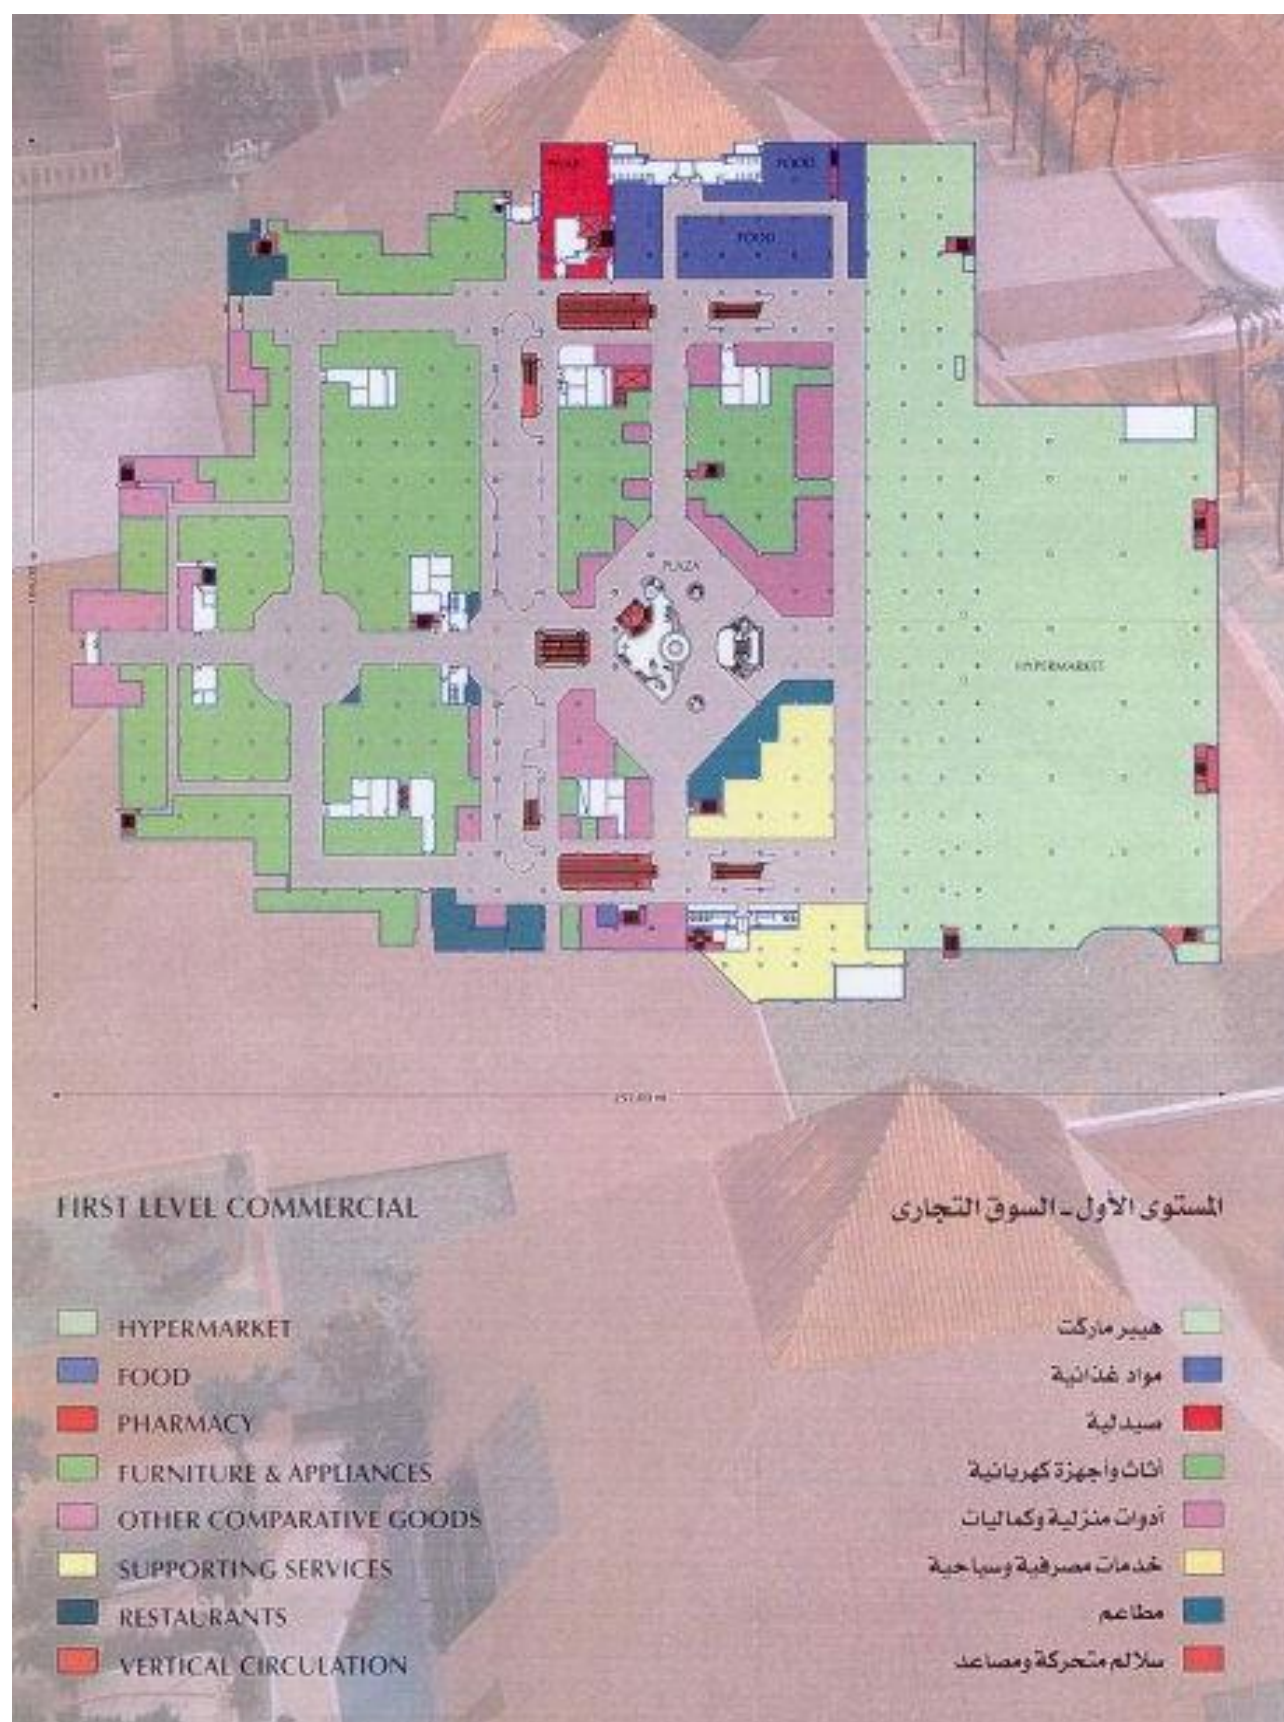 FOOD
FOOD
PLAZA
HYPERMARKET
FIRST LEVEL COMMERCIAL
المستوى الأول - السوق التجارى
HYPERMARKET
هيبر ماركت
FOOD
مواد غذائية
PHARMACY
صيدلية
FURNITURE & APPLIANCES
أثاث وأجهزة كهربائية
OTHER COMPARATIVE GOODS
أدوات منزلية وكماليات
SUPPORTING SERVICES
خدمات مصرفية وسياحية
RESTAURANTS
مطاعم
VERTICAL CIRCULATION
سلالم متحركة ومصاعد